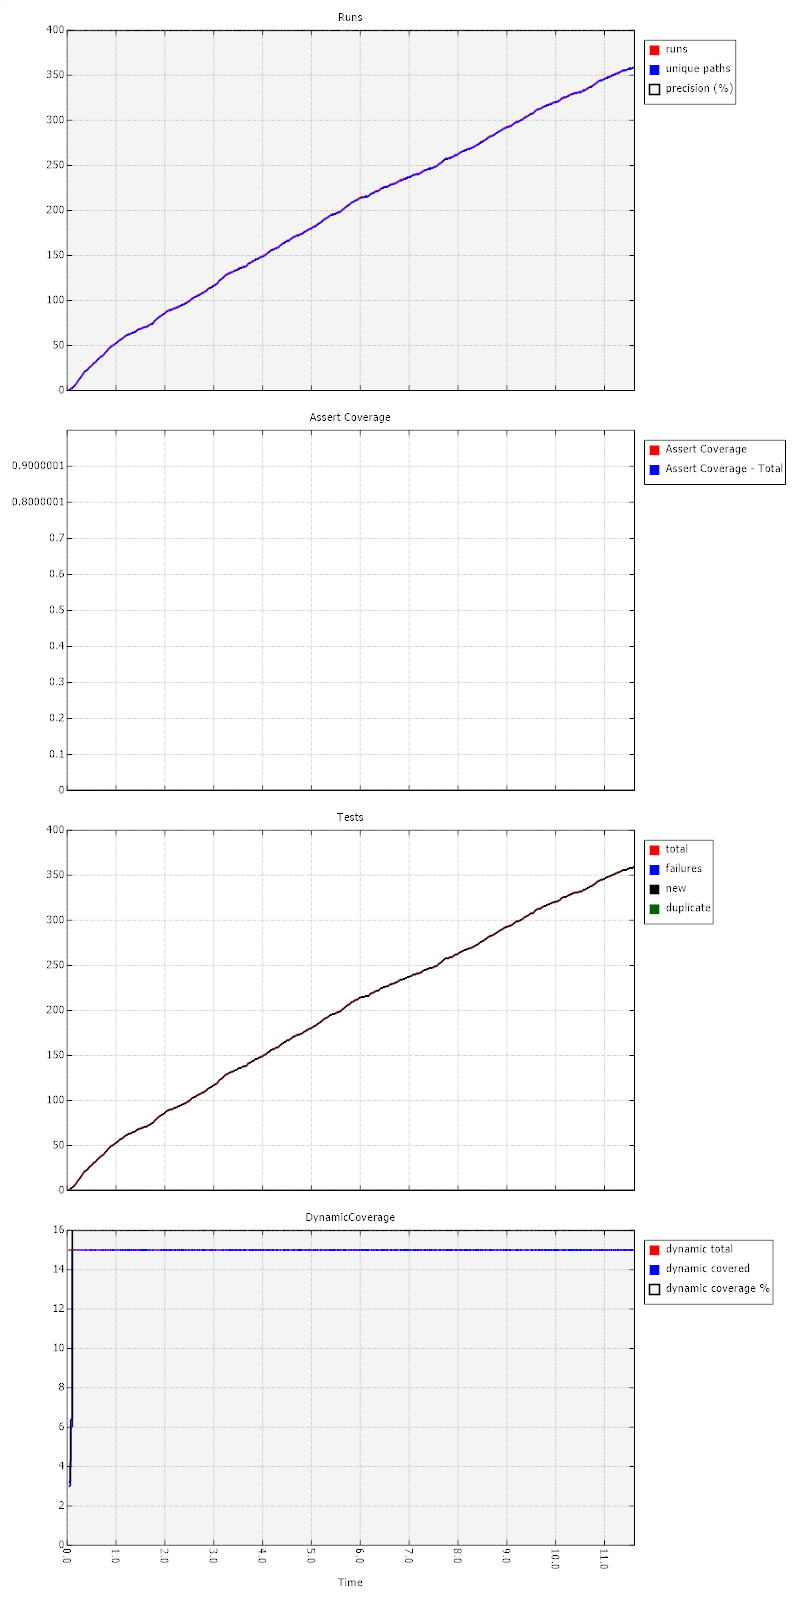 Runs
400
350
300
250
200
150
100
50
0
runs
unique paths
precision (%)
Assert Coverage
0.9000001
0.8000001
0.7
0.6
0.5
0.4
0.3
0.2
0.1
0
Assert Coverage
Assert Coverage - Total
Tests
400
350
300
250
200
150
100
50
0
total
failures
new
duplicate
DynamicCoverage
16
14
12
10
8
6
4
2
0
dynamic total
dynamic covered
dynamic coverage %
0.0 1.0 2.0 3.0 4.0 5.0 6.0 7.0 8.0 9.0 10.0 11.0
Time